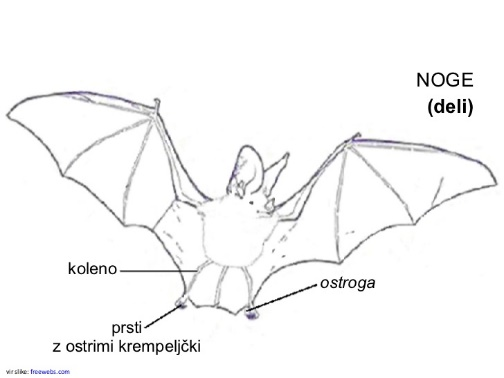 NOGE
(deli)
koleno
ostroga
prsti
z ostrimi krempeljčki
vir slike: freewebs.com